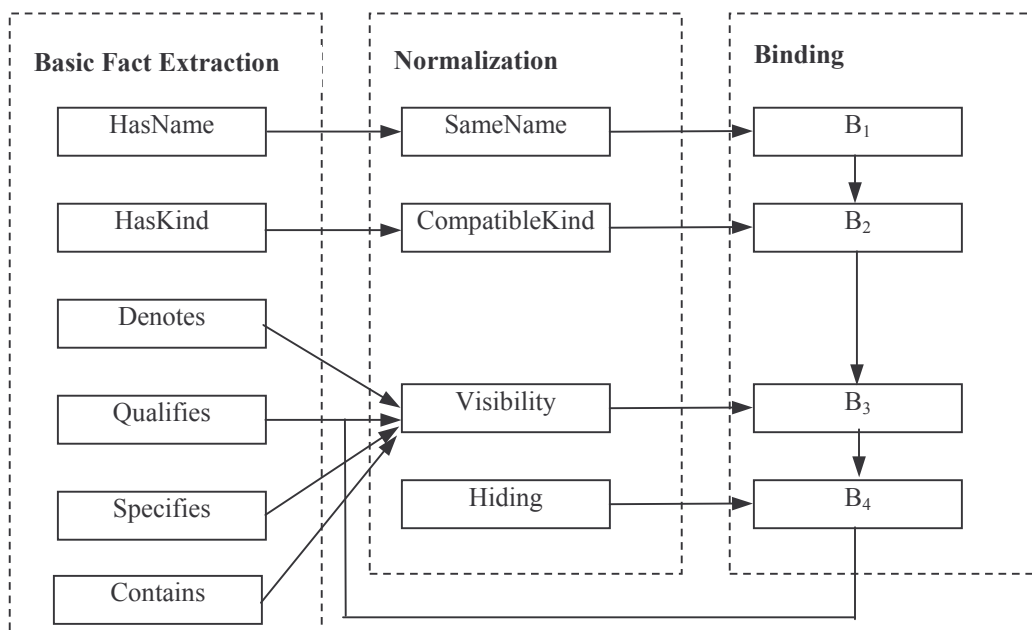 Basic Fact Extraction
HasName
HasKind
Denotes
Qualifies
Specifies
Contains
Normalization
SameName
CompatibleKind
Visibility
Hiding
Binding
B₁
B₂
B₃
B₄